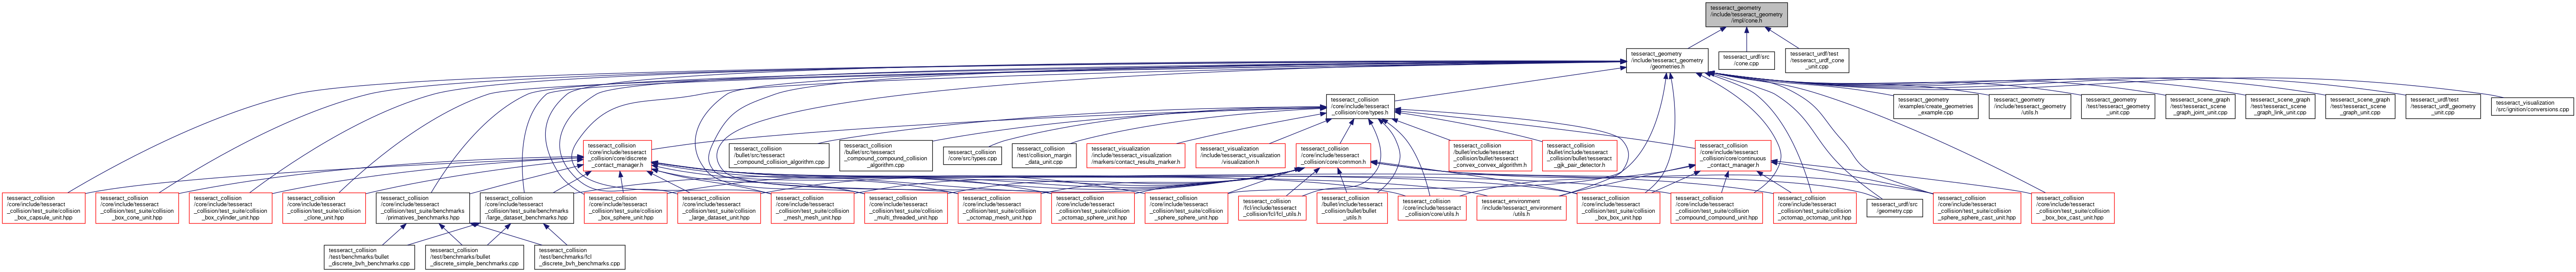 tesseract_geometry
/include/tesseract_geometry
/impl/cone.h
tesseract_geometry
/include/tesseract_geometry
/geometries.h
tesseract_urdf/src
/cone.cpp
tesseract_urdf/test
/tesseract_urdf_cone
_unit.cpp
tesseract_collision
/core/include/tesseract
_collision/core/types.h
tesseract_geometry
/examples/create_geometries
_example.cpp
tesseract_geometry
/include/tesseract_geometry
/utils.h
tesseract_geometry
/test/tesseract_geometry
_unit.cpp
tesseract_scene_graph
/test/tesseract_scene
_graph_joint_unit.cpp
tesseract_scene_graph
/test/tesseract_scene
_graph_link_unit.cpp
tesseract_scene_graph
/test/tesseract_scene
_graph_unit.cpp
tesseract_urdf/test
/tesseract_urdf_geometry
_unit.cpp
tesseract_visualization
/src/ignition/conversions.cpp
tesseract_collision
/core/include/tesseract
_collision/core/discrete
_contact_manager.h
tesseract_collision
/bullet/src/tesseract
_compound_collision_algorithm.cpp
tesseract_collision
/bullet/src/tesseract
_compound_compound_collision
_algorithm.cpp
tesseract_collision
/core/src/types.cpp
tesseract_collision
/test/collision_margin
_data_unit.cpp
tesseract_visualization
/include/tesseract_visualization
/markers/contact_results_marker.h
tesseract_visualization
/include/tesseract_visualization
/visualization.h
tesseract_collision
/core/include/tesseract
_collision/core/common.h
tesseract_collision
/bullet/include/tesseract
_collision/bullet/tesseract
_convex_convex_algorithm.h
tesseract_collision
/bullet/include/tesseract
_collision/bullet/tesseract
_gjk_pair_detector.h
tesseract_collision
/core/include/tesseract
_collision/core/continuous
_contact_manager.h
tesseract_collision
/core/include/tesseract
_collision/test_suite/collision
_box_capsule_unit.hpp
tesseract_collision
/core/include/tesseract
_collision/test_suite/collision
_box_cone_unit.hpp
tesseract_collision
/core/include/tesseract
_collision/test_suite/collision
_box_cylinder_unit.hpp
tesseract_collision
/core/include/tesseract
_collision/test_suite/collision
_clone_unit.hpp
tesseract_collision
/core/include/tesseract
_collision/test_suite/benchmarks
/primatives_benchmarks.hpp
tesseract_collision
/core/include/tesseract
_collision/test_suite/benchmarks
/large_dataset_benchmarks.hpp
tesseract_collision
/core/include/tesseract
_collision/test_suite/collision
_box_sphere_unit.hpp
tesseract_collision
/core/include/tesseract
_collision/test_suite/collision
_large_dataset_unit.hpp
tesseract_collision
/core/include/tesseract
_collision/test_suite/collision
_mesh_mesh_unit.hpp
tesseract_collision
/core/include/tesseract
_collision/test_suite/collision
_multi_threaded_unit.hpp
tesseract_collision
/core/include/tesseract
_collision/test_suite/collision
_octomap_mesh_unit.hpp
tesseract_collision
/core/include/tesseract
_collision/test_suite/collision
_octomap_sphere_unit.hpp
tesseract_collision
/core/include/tesseract
_collision/test_suite/collision
_sphere_sphere_unit.hpp
tesseract_collision
/fcl/include/tesseract
_collision/fcl/fcl_utils.h
tesseract_collision
/bullet/include/tesseract
_collision/bullet/bullet
_utils.h
tesseract_collision
/core/include/tesseract
_collision/core/utils.h
tesseract_environment
/include/tesseract_environment
/utils.h
tesseract_collision
/core/include/tesseract
_collision/test_suite/collision
_box_box_unit.hpp
tesseract_collision
/core/include/tesseract
_collision/test_suite/collision
_compound_compound_unit.hpp
tesseract_collision
/core/include/tesseract
_collision/test_suite/collision
_octomap_octomap_unit.hpp
tesseract_urdf/src
/geometry.cpp
tesseract_collision
/core/include/tesseract
_collision/test_suite/collision
_sphere_sphere_cast_unit.hpp
tesseract_collision
/core/include/tesseract
_collision/test_suite/collision
_box_box_cast_unit.hpp
tesseract_collision
/test/benchmarks/bullet
_discrete_bvh_benchmarks.cpp
tesseract_collision
/test/benchmarks/bullet
_discrete_simple_benchmarks.cpp
tesseract_collision
/test/benchmarks/fcl
_discrete_bvh_benchmarks.cpp